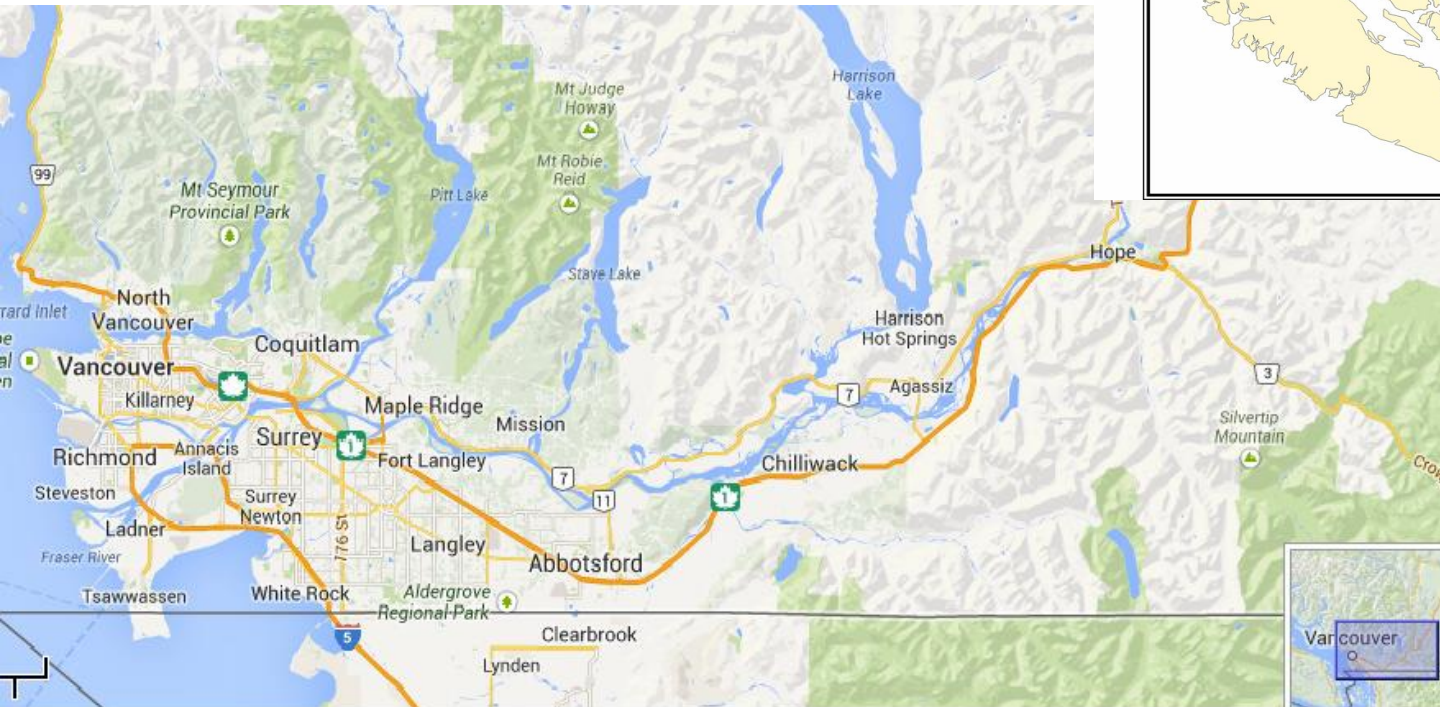 Harrison
Lake
Mt Judge
Howay
Mt Robie
Reid
99
Mt Seymour
Provincial Park
Pitt Lake
Stave Lake
Hope
North
Vancouver
Harrison
Hot Springs
Coquitlam
Vancouver
Killarney
7
Agassiz
3
Maple Ridge
Mission
Silvertip
Mountain
Surrey
1
Richmond
Annacis
Island
Fort Langley
Chilliwack
7
11
1
Steveston
Surrey
Newton
Ladner
176 St
Langley
Abbotsford
Fraser River
Tsawwassen
White Rock
Aldergrove
Regional Park
5
Clearbrook
Lynden
Vancouver